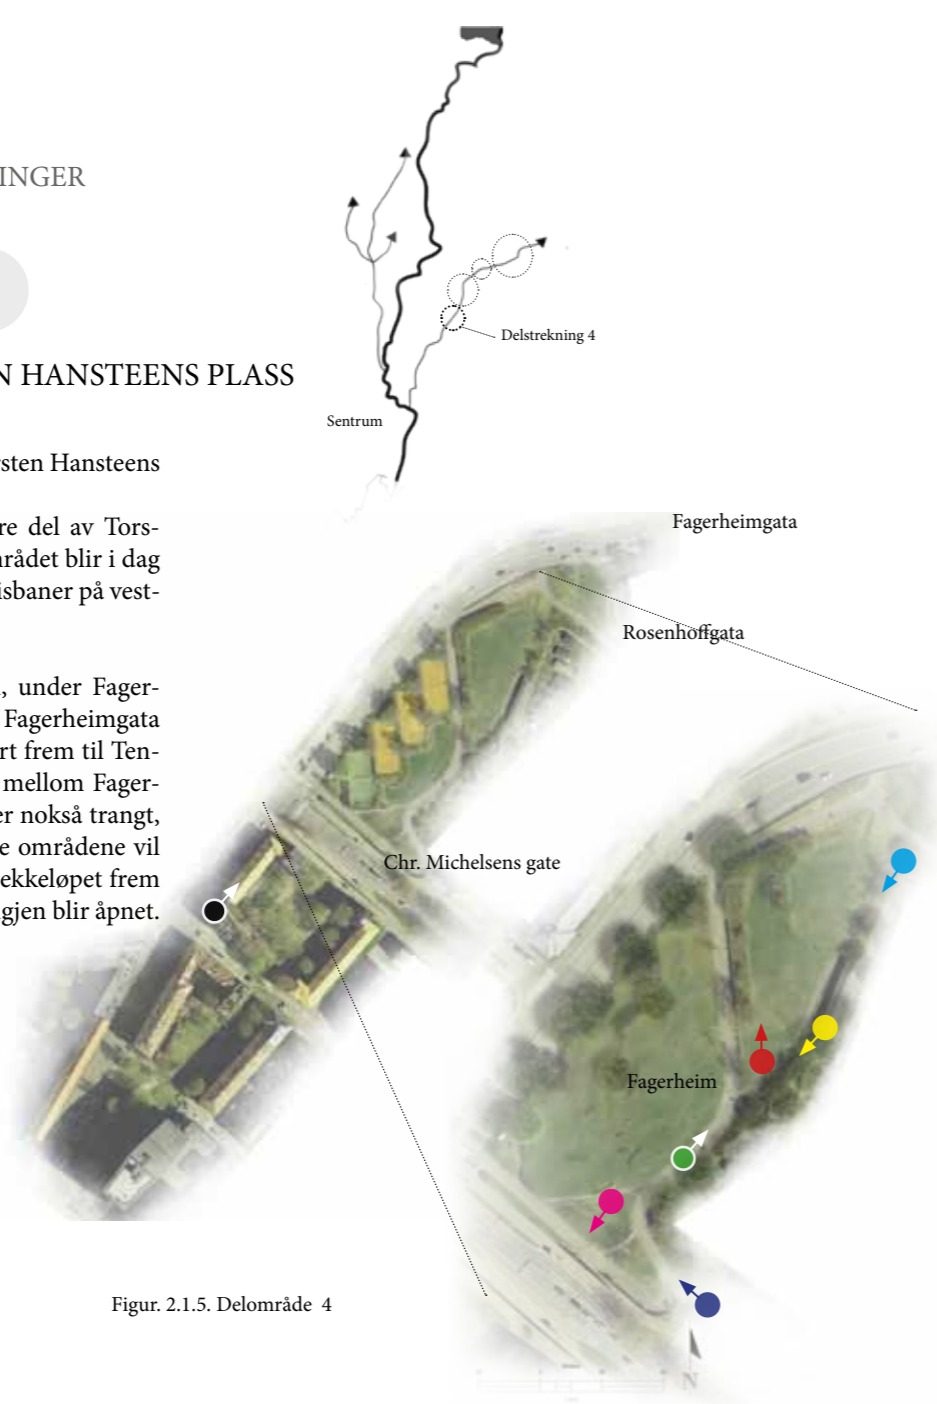 INGER
N HANSTEENS PLASS
rsten Hansteens
re del av Tors-
nrådet blir i dag
isbaner på vest-
, under Fager-
Fagerheimgata
rt frem til Ten-
mellom Fager-
er nokså trangt,
e områdene vil
ekkeløpet frem
gjen blir åpnet.
Delstrekning 4
Sentrum
Fagerheimgata
Rosenhoffgata
Chr. Michelsens gate
Fagerheim
N
Figur. 2.1.5. Delområde 4